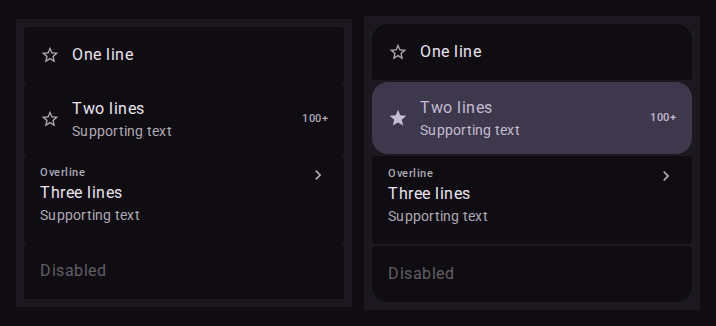 One line
Two lines
Supporting text
100+
Overline
Three lines
Supporting text
Disabled
One line
Two lines
Supporting text
100+
Overline
Three lines
Supporting text
Disabled